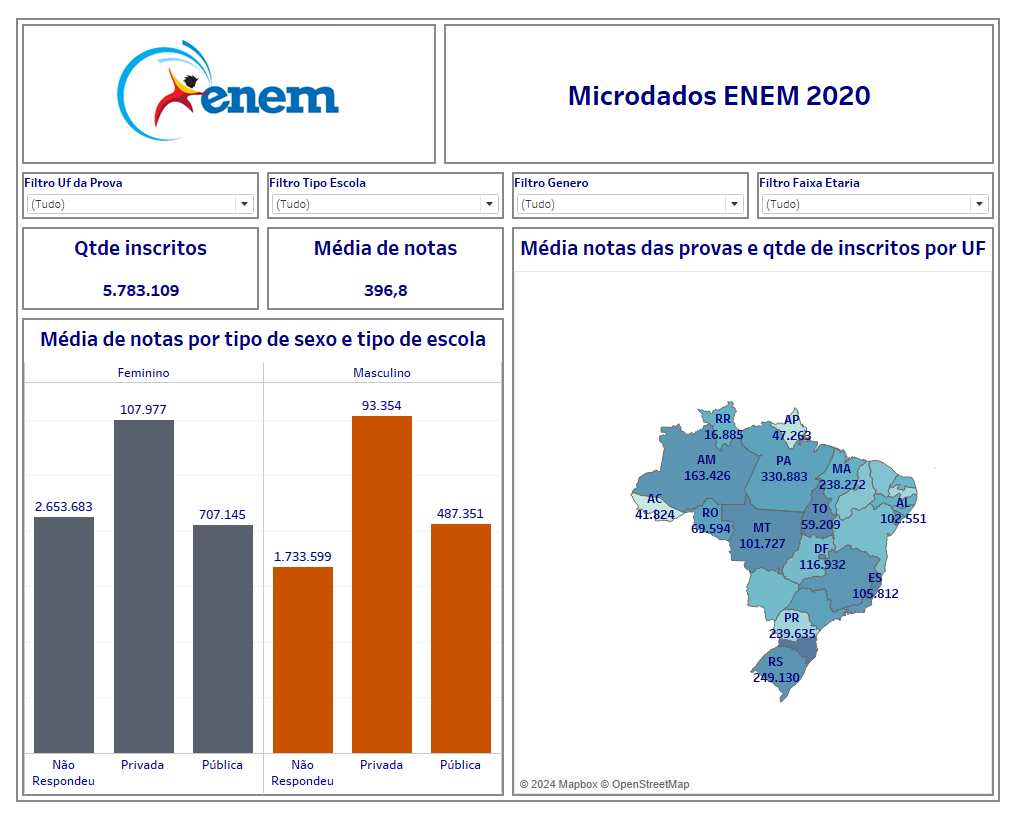 enem
Microdados ENEM 2020
Filtro Uf da Prova
(Tudo)
Filtro Tipo Escola
(Tudo)
Filtro Genero
(Tudo)
Filtro Faixa Etaria
(Tudo)
Qtde inscritos
5.783.109
Média de notas
396,8
Média de notas por tipo de sexo e tipo de escola
Feminino
Masculino
2.653.683
107.977
707.145
1.733.599
93.354
487.351
Não
Respondeu
Privada
Pública
Não
Respondeu
Privada
Pública
Média notas das provas e qtde de inscritos por UF
RR
16.885
AP
47.263
AM
163.426
PA
330.883
MA
238.272
AC
41.824
RO
69.594
TO
59.209
AL
102.551
MT
101.727
DF
116.932
ES
105.812
PR
239.635
RS
249.130
© 2024 Mapbox © OpenStreetMap